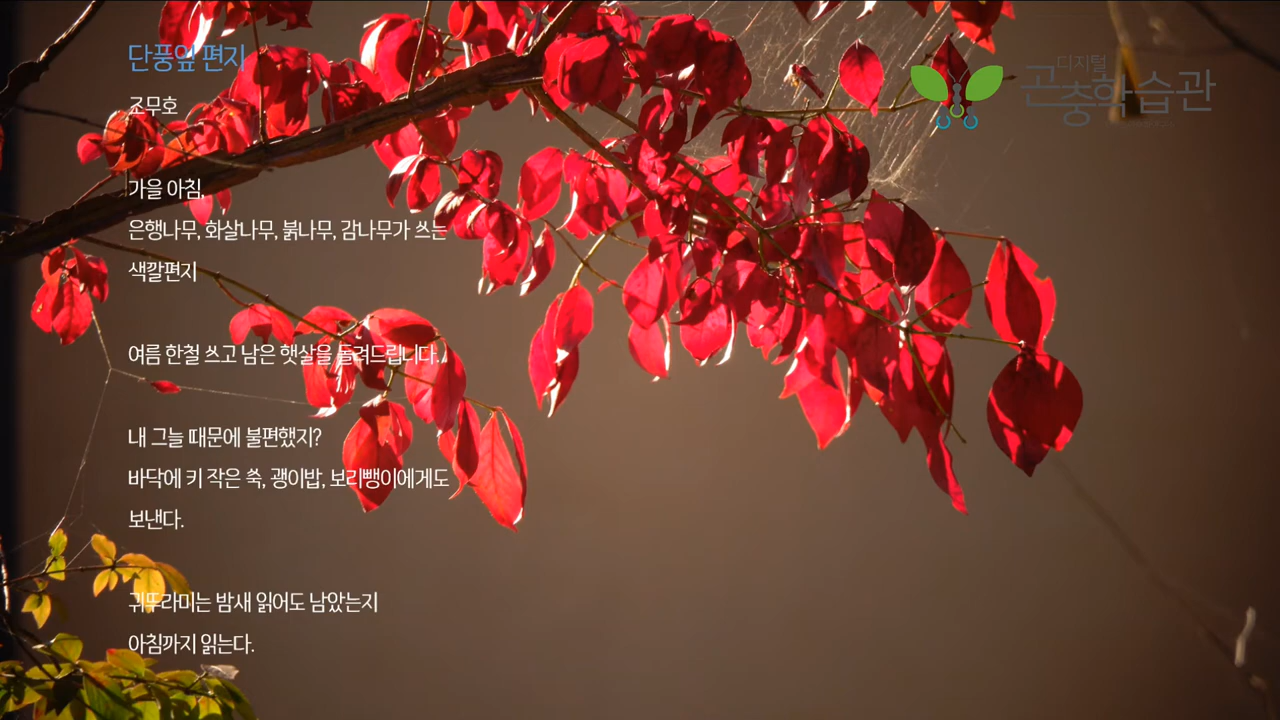 단풍잎 편지
조무호
가을 아침,
은행나무, 화살나무, 붉나무, 감나무가 쓰는
색깔편지
여름 한철 쓰고 남은 햇살을 돌려드립니다.
내 그늘 때문에 불편했지?
바닥에 키 작은 쑥, 괭이밥, 보리뺑이에게도
보낸다.
귀뚜라미는 밤새 읽어도 남았는지
아침까지 읽는다.
디지털
곤충학습관